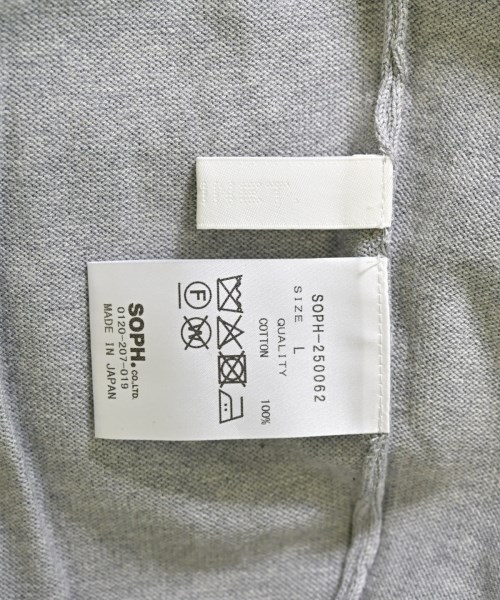 SOPH-250062
SIZE L
QUALITY
COTTON 100%
F
W
SOPH.CO.LTD.
0120-207-019
MADE IN JAPAN